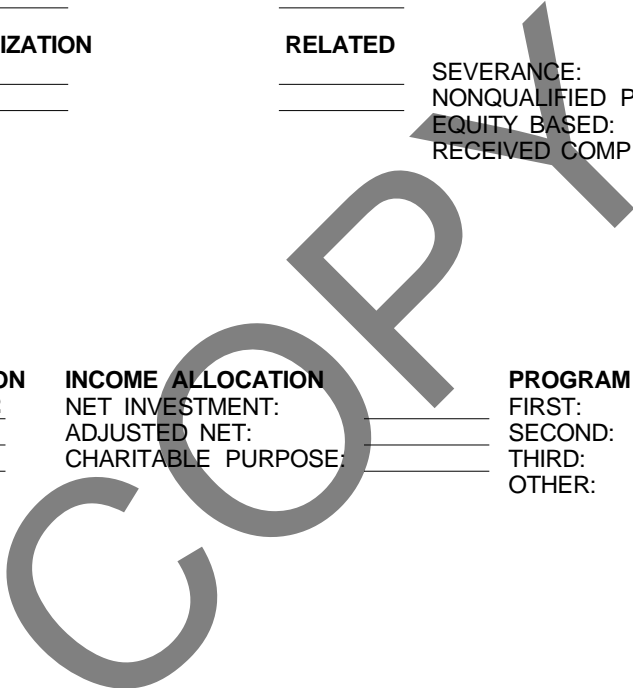 IZATION RELATED
SEVERANCE:
NONQUALIFIED P
EQUITY BASED:
RECEIVED COMP
ON INCOME ALLOCATION PROGRAM
NET INVESTMENT: FIRST:
ADJUSTED NET: SECOND:
CHARITABLE PURPOSE: THIRD:
OTHER:
COPY